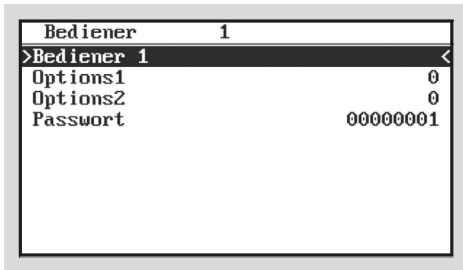 Bediener 1
>Bediener 1 <
Options1 0
Options2 0
Passwort 00000001